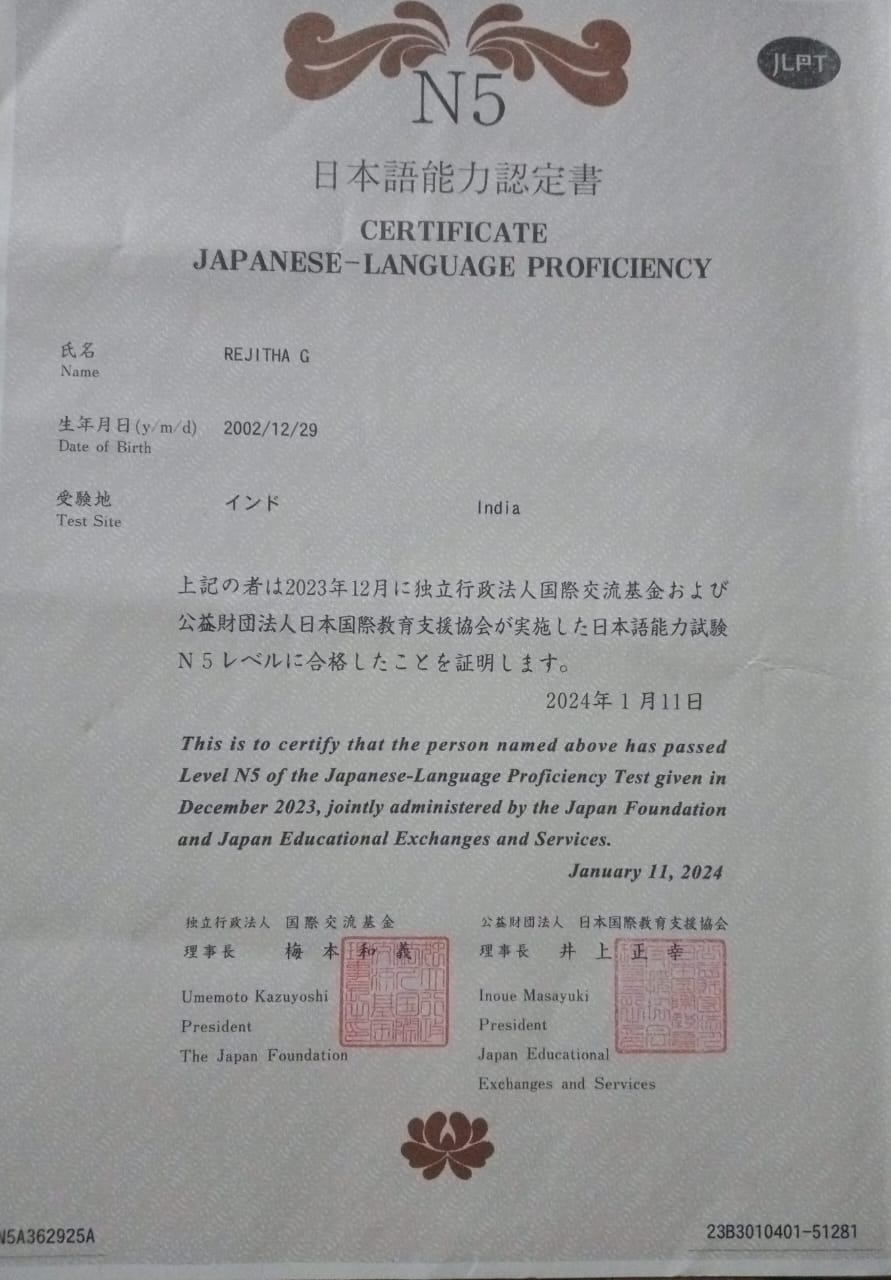 N5
JLPT
日本語能力認定書
CERTIFICATE
JAPANESE-LANGUAGE PROFICIENCY
氏名
Name
REJITHA G
生年月日(y/m/d)
Date of Birth
2002/12/29
受験地
Test Site
インド
India
上記の者は2023年12月に独立行政法人国際交流基金および
公益財団法人日本国際教育支援協会が実施した日本語能力試験
N5レベルに合格したことを証明します。
2024年1月11日
This is to certify that the person named above has passed
Level N5 of the Japanese-Language Proficiency Test given in
December 2023, jointly administered by the Japan Foundation
and Japan Educational Exchanges and Services.
January 11, 2024
独立行政法人 国際交流基金
理事長 梅本和義
Umemoto Kazuyoshi
President
The Japan Foundation
公益財団法人 日本国際教育支援協会
理事長 井上正幸
Inoue Masayuki
President
Japan Educational
Exchanges and Services
N5A362925A
23B3010401-51281